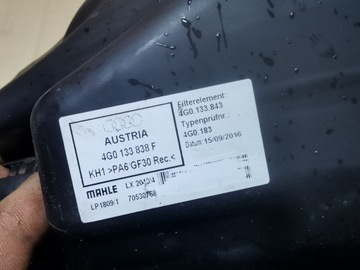 AUSTRIA
4G0 133 838 F
KH1 >PA6 GF30 Rec.<
Filterelement:
4G0.133.843
Typenprüfnr.:
4G0.183
Datum: 15/09/2016
MAHLE
LP1809/1